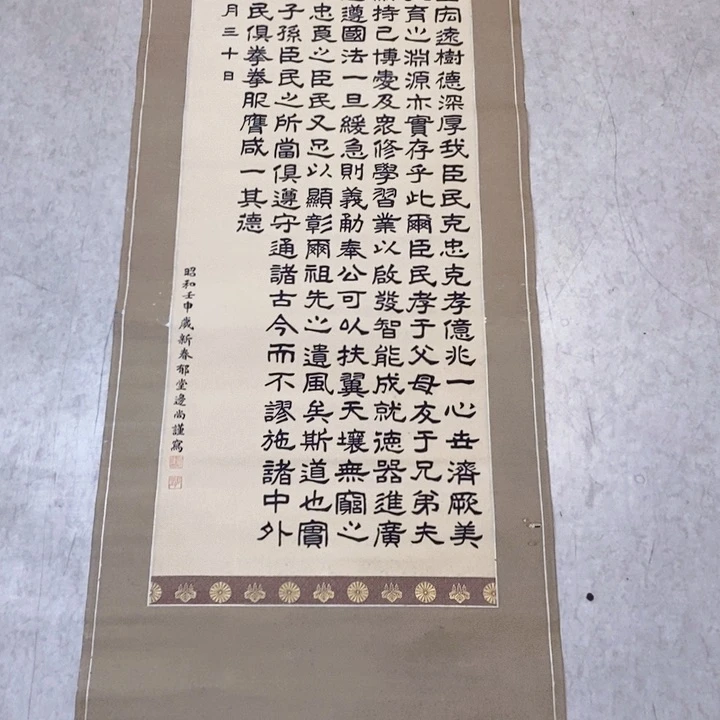 宏遠樹德深厚我臣民克忠克孝億兆一心世濟厥美
育之淵源亦實存乎此爾臣民孝于父母友于兄弟夫
持己博愛及衆修學習業以啟發智能成就德器進廣
遵國法一旦緩急則義勇奉公可以扶翼天壤無窮之
忠良之臣民又足以顯彰爾祖先之遺風矣斯道也實
子孫臣民之所當俱遵守通諸古今而不謬施諸中外
民俱拳拳服膺咸一其德
月三十日
昭和壬申歲新春郁堂邊尚謹寫